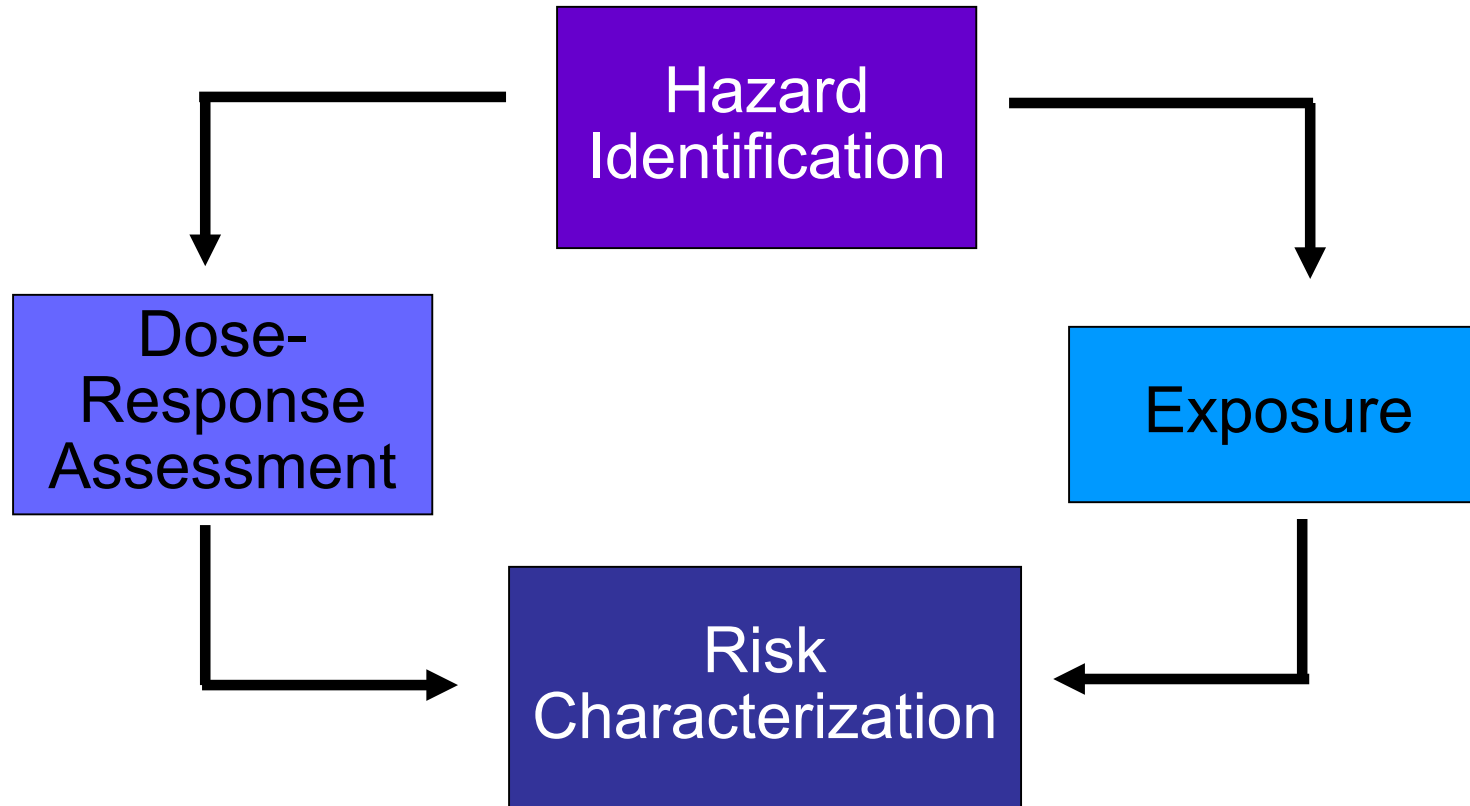 Hazard
Identification
Dose-
Response
Assessment
Exposure
Risk
Characterization